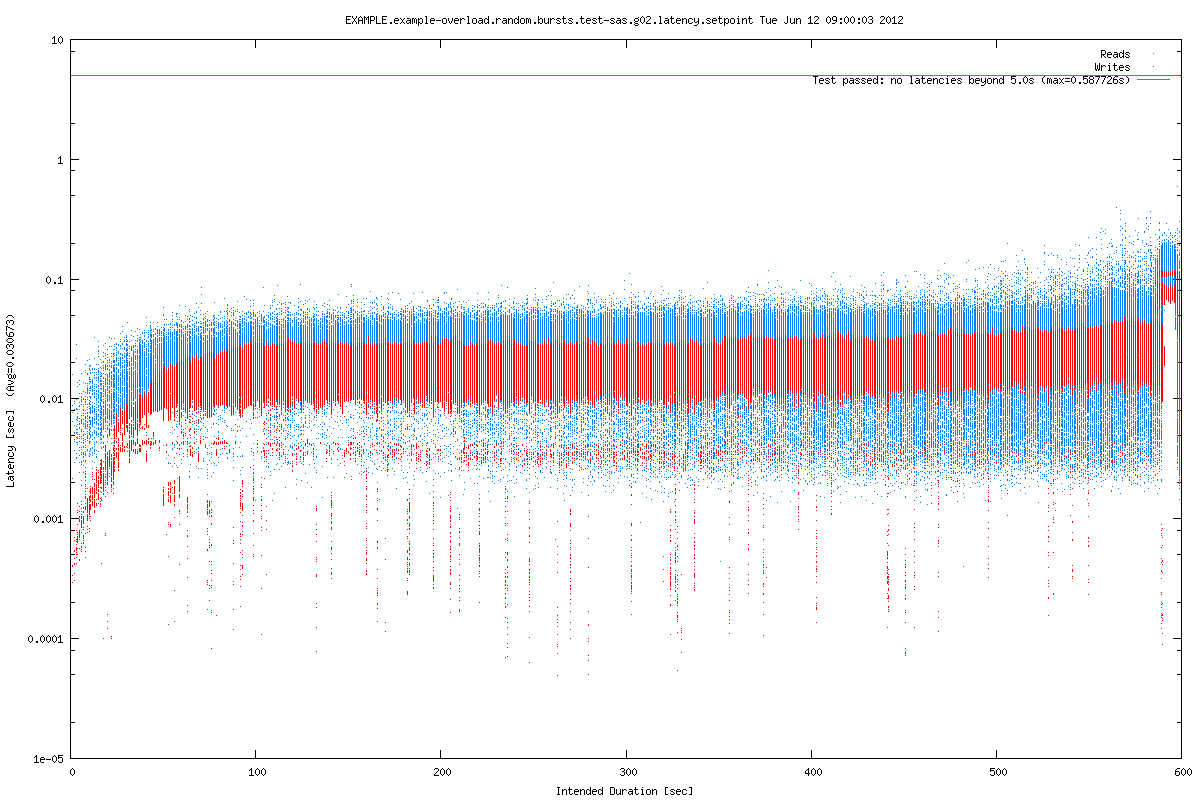 EXAMPLE.example-overload.random.bursts.test-sas.g02.latency.setpoint Tue Jun 12 09:00:03 2012
Reads
Writes
Test passed: no latencies beyond 5.0s (max=0.587726s)
10
1
0.1
0.01
0.001
0.0001
1e-05
Latency [sec] (Avg=0.030673)
0 100 200 300 400 500 600
Intended Duration [sec]